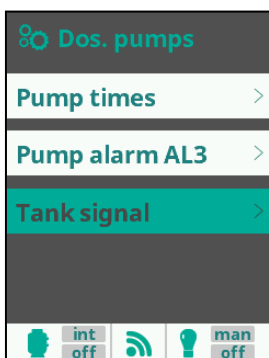 Dos. pumps
Pump times
Pump alarm AL3
Tank signal
int man
off off